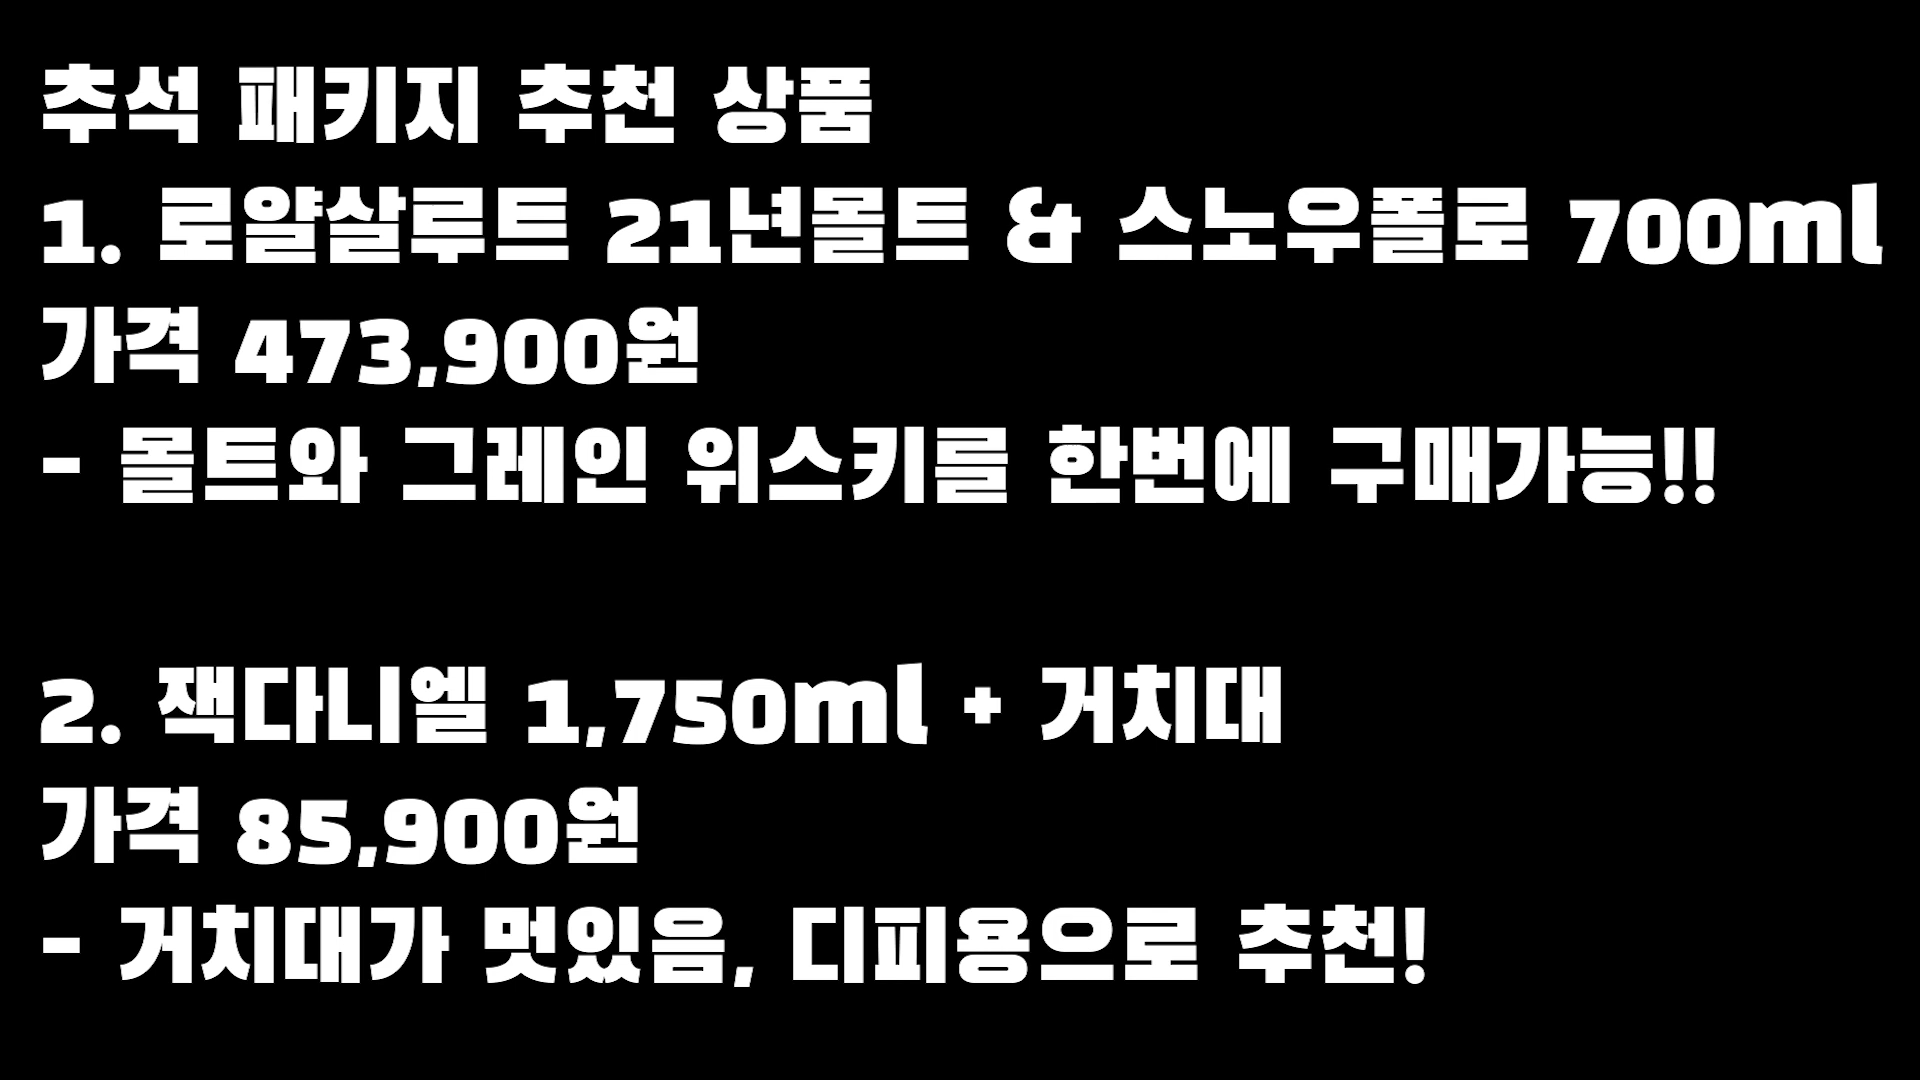 추석 패키지 추천 상품
1. 로얄살루트 21년몰트 & 스노우폴로 700ml
가격 473,900원
- 몰트와 그레인 위스키를 한번에 구매가능!!
2. 잭다니엘 1,750ml + 거치대
가격 85,900원
- 거치대가 멋있음, 디피용으로 추천!